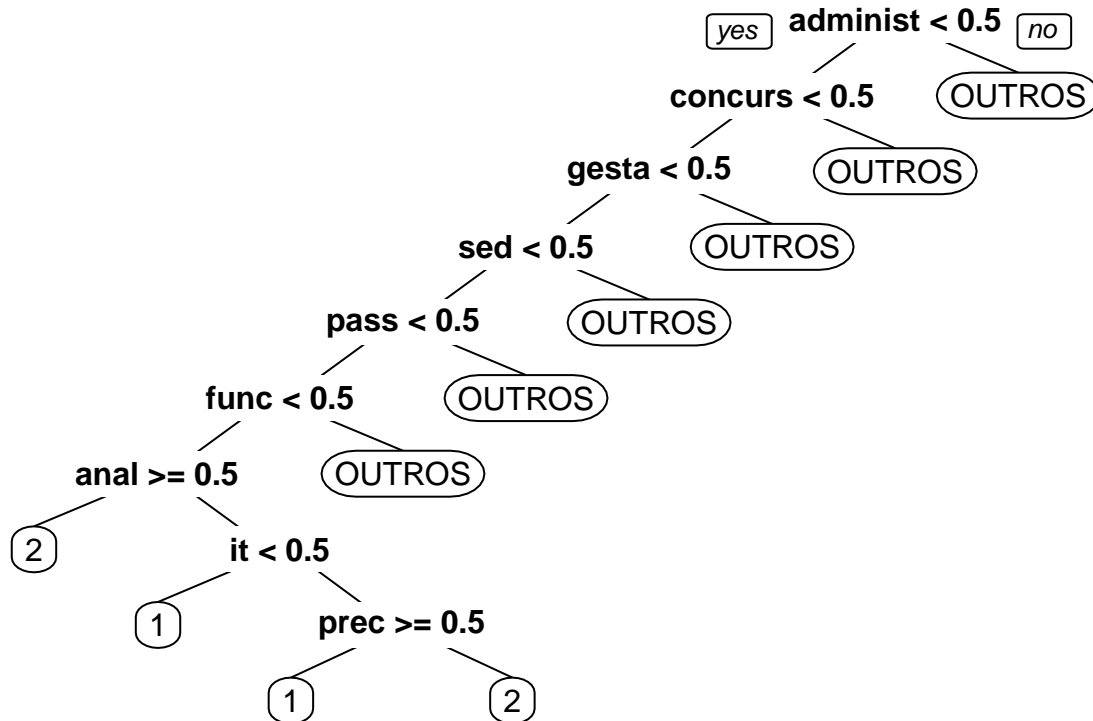 yes administ < 0.5 no
concurs < 0.5 OUTROS
gesta < 0.5 OUTROS
sed < 0.5 OUTROS
pass < 0.5 OUTROS
func < 0.5 OUTROS
anal >= 0.5 OUTROS
2 it < 0.5
1 prec >= 0.5
1 2